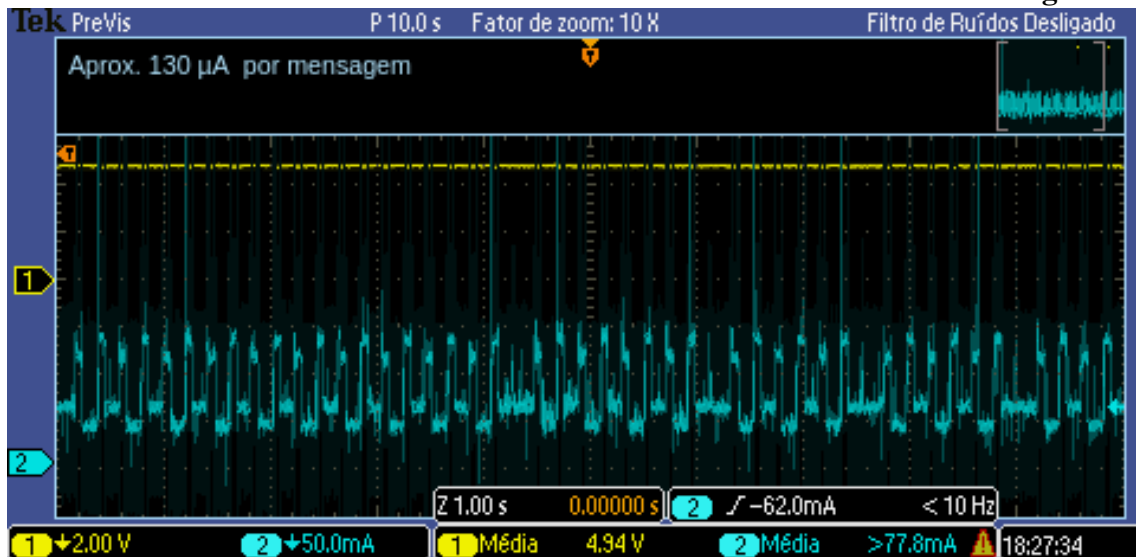 Tek PreVis P 10.0 s Fator de zoom: 10 X Filtro de Ruídos Desligado
Aprox. 130 µA por mensagem
T
T
1
2
Z 1.00 s 0.00000 s 2 -62.0mA < 10 Hz
1 2.00 V 2 50.0mA 1 Média 4.94 V 2 Média >77.8mA 18:27:34